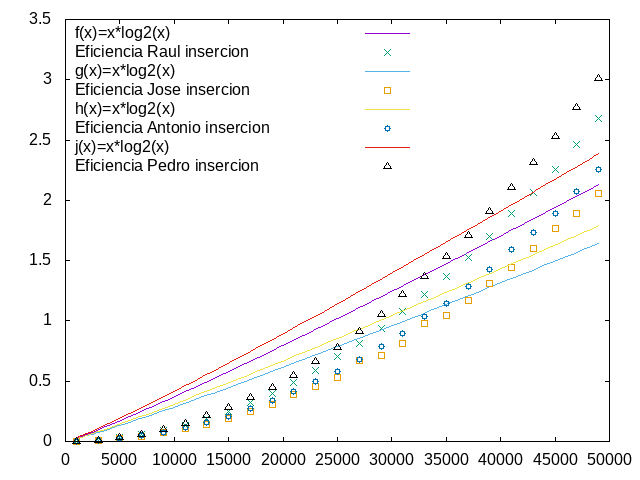 3.5
3
2.5
2
1.5
1
0.5
0
0 5000 10000 15000 20000 25000 30000 35000 40000 45000 50000
f(x)=x*log2(x)
Eficiencia Raul insercion
g(x)=x*log2(x)
Eficiencia Jose insercion
h(x)=x*log2(x)
Eficiencia Antonio insercion
j(x)=x*log2(x)
Eficiencia Pedro insercion